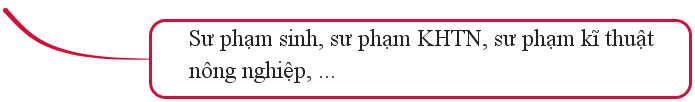 Sư phạm sinh, sư phạm KHTN, sư phạm kĩ thuật
nông nghiệp, ...